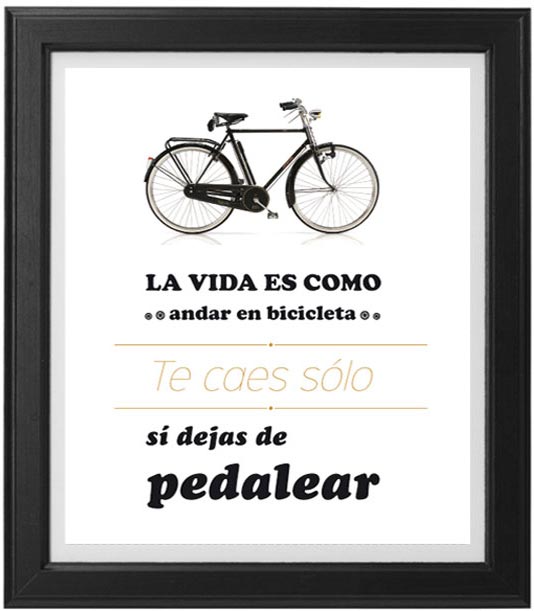 LA VIDA ES COMO
andar en bicicleta
Te caes sólo
sí dejas de
pedalear